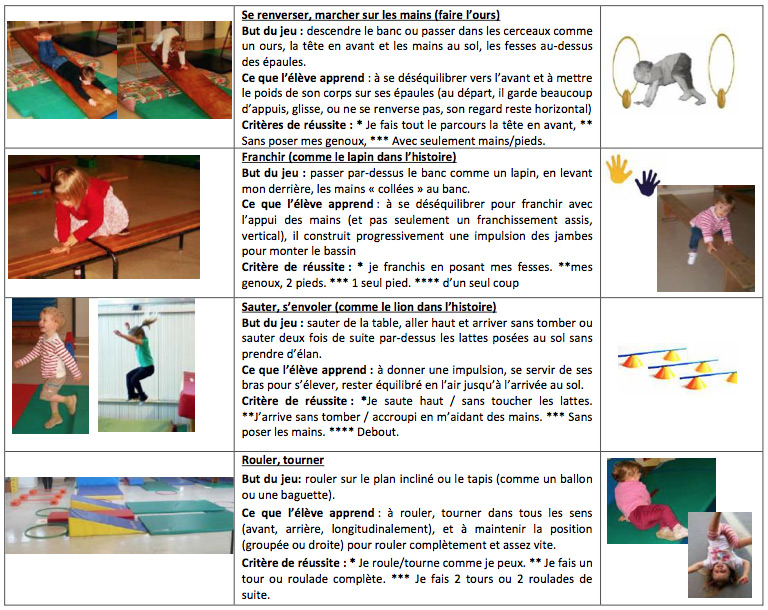 Se renverser, marcher sur les mains (faire l’ours)
But du jeu : descendre le banc ou passer dans les cerceaux comme
un ours, la tête en avant et les mains au sol, les fesses au-dessus
des épaules.
Ce que l’élève apprend : à se déséquilibrer vers l’avant et à mettre
le poids de son corps sur ses épaules (au départ, il garde beaucoup
d’appuis, glisse, ou ne se renverse pas, son regard reste horizontal)
Critères de réussite : * Je fais tout le parcours la tête en avant, **
Sans poser mes genoux, *** Avec seulement mains/pieds.
Franchir (comme le lapin dans l’histoire)
But du jeu : passer par-dessus le banc comme un lapin, en levant
mon derrière, les mains « collées » au banc.
Ce que l’élève apprend : à se déséquilibrer pour franchir avec
l’appui des mains (et pas seulement un franchissement assis,
vertical), il construit progressivement une impulsion des jambes
pour monter le bassin
Critère de réussite : * je franchis en posant mes fesses. **mes
genoux, 2 pieds. *** 1 seul pied. **** d’un seul coup
Sauter, s’envoler (comme le lion dans l’histoire)
But du jeu : sauter de la table, aller haut et arriver sans tomber ou
sauter deux fois de suite par-dessus les lattes posées au sol sans
prendre d’élan.
Ce que l’élève apprend : à donner une impulsion, se servir de ses
bras pour s’élever, rester équilibré en l’air jusqu’à l’arrivée au sol.
Critère de réussite : *Je saute haut / sans toucher les lattes.
**J’arrive sans tomber / accroupi en m’aidant des mains. *** Sans
poser les mains. **** Debout.
Rouler, tourner
But du jeu: rouler sur le plan incliné ou le tapis (comme un ballon
ou une baguette).
Ce que l’élève apprend : à rouler, tourner dans tous les sens
(avant, arrière, longitudinalement), et à maintenir la position
(groupée ou droite) pour rouler complètement et assez vite.
Critère de réussite : * Je roule/tourne comme je peux. ** Je fais un
tour ou roulade complète. *** Je fais 2 tours ou 2 roulades de
suite.